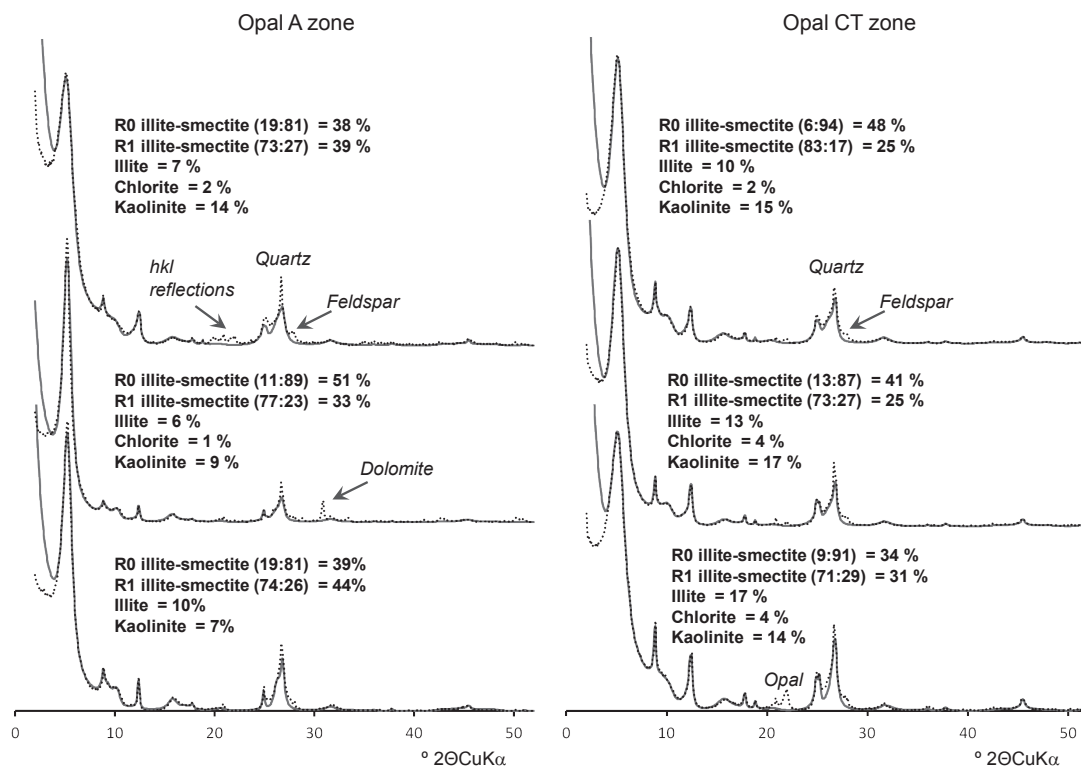 Opal A zone
R0 illite-smectite (19:81) = 38 %
R1 illite-smectite (73:27) = 39 %
Illite = 7 %
Chlorite = 2 %
Kaolinite = 14 %
hkl
reflections
Quartz
Feldspar
R0 illite-smectite (11:89) = 51 %
R1 illite-smectite (77:23) = 33 %
Illite = 6 %
Chlorite = 1 %
Kaolinite = 9 %
Dolomite
R0 illite-smectite (19:81) = 39%
R1 illite-smectite (74:26) = 44%
Illite = 10%
Kaolinite = 7%
0 10 20 30 40 50
º 2ΘCuKα
Opal CT zone
R0 illite-smectite (6:94) = 48 %
R1 illite-smectite (83:17) = 25 %
Illite = 10 %
Chlorite = 2 %
Kaolinite = 15 %
Quartz
Feldspar
R0 illite-smectite (13:87) = 41 %
R1 illite-smectite (73:27) = 25 %
Illite = 13 %
Chlorite = 4 %
Kaolinite = 17 %
R0 illite-smectite (9:91) = 34 %
R1 illite-smectite (71:29) = 31 %
Illite = 17 %
Chlorite = 4 %
Kaolinite = 14 %
Opal
0 10 20 30 40 50
º 2ΘCuKα